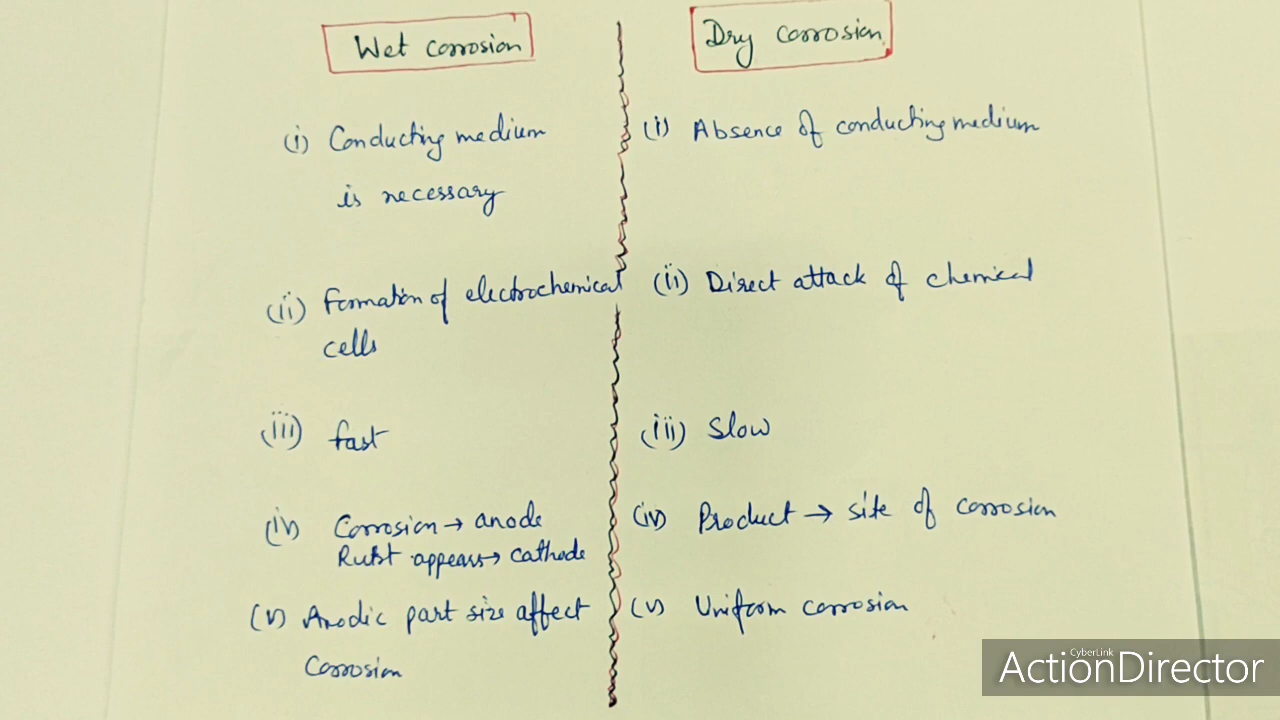 Wet corrosion
(i) Conducting medium
is necessary
(ii) Formation of electrochemical
cells
(iii) fast
(iv) Corrosion → anode
Rust appears → cathode
(v) Anodic part size affect
Corrosion
Dry corrosion
(i) Absence of conducting medium
(ii) Direct attack of chemical
(iii) Slow
(iv) Product → site of corrosion
(v) Uniform corrosion
CyberLink
ActionDirector